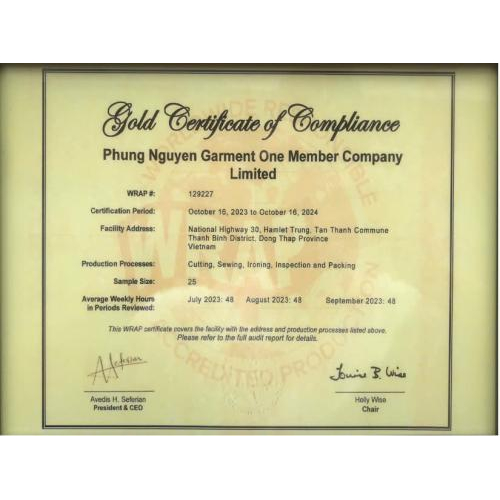 Gold Certificate of Compliance
Phung Nguyen Garment One Member Company
Limited
WRAP #: 129227
Certification Period: October 16, 2023 to October 16, 2024
Facility Address: National Highway 30, Hamlet Trung, Tan Thanh Commune
Thanh Binh District, Dong Thap Province
Vietnam
Production Processes: Cutting, Sewing, Ironing, Inspection and Packing
Sample Size: 25
Average Weekly Hours
in Periods Reviewed: July 2023: 48 August 2023: 48 September 2023: 48
This WRAP certificate covers the facility with the address and production processes listed above.
Please refer to the full audit report for details.
Avedis H. Seferian
President & CEO
Holly Wise
Chair
WRAP
ACCREDITED PRODUC